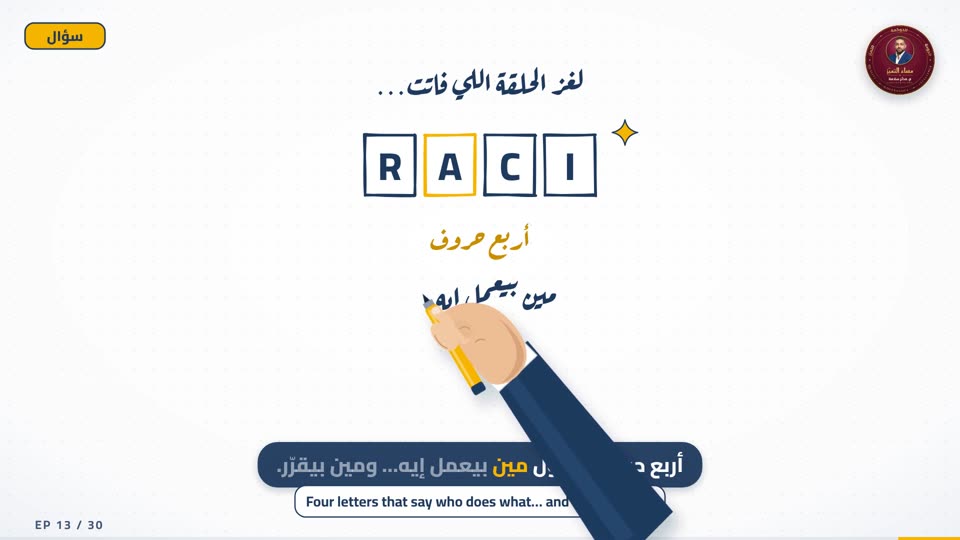 سؤال
لغز الحلقة اللي فاتت...
R A C I
أربع حروف
مين بيعمل إيه
أربع مين بيعمل إيه... ومين بيقرّر.
Four letters that say who does what... and
EP 13 / 30